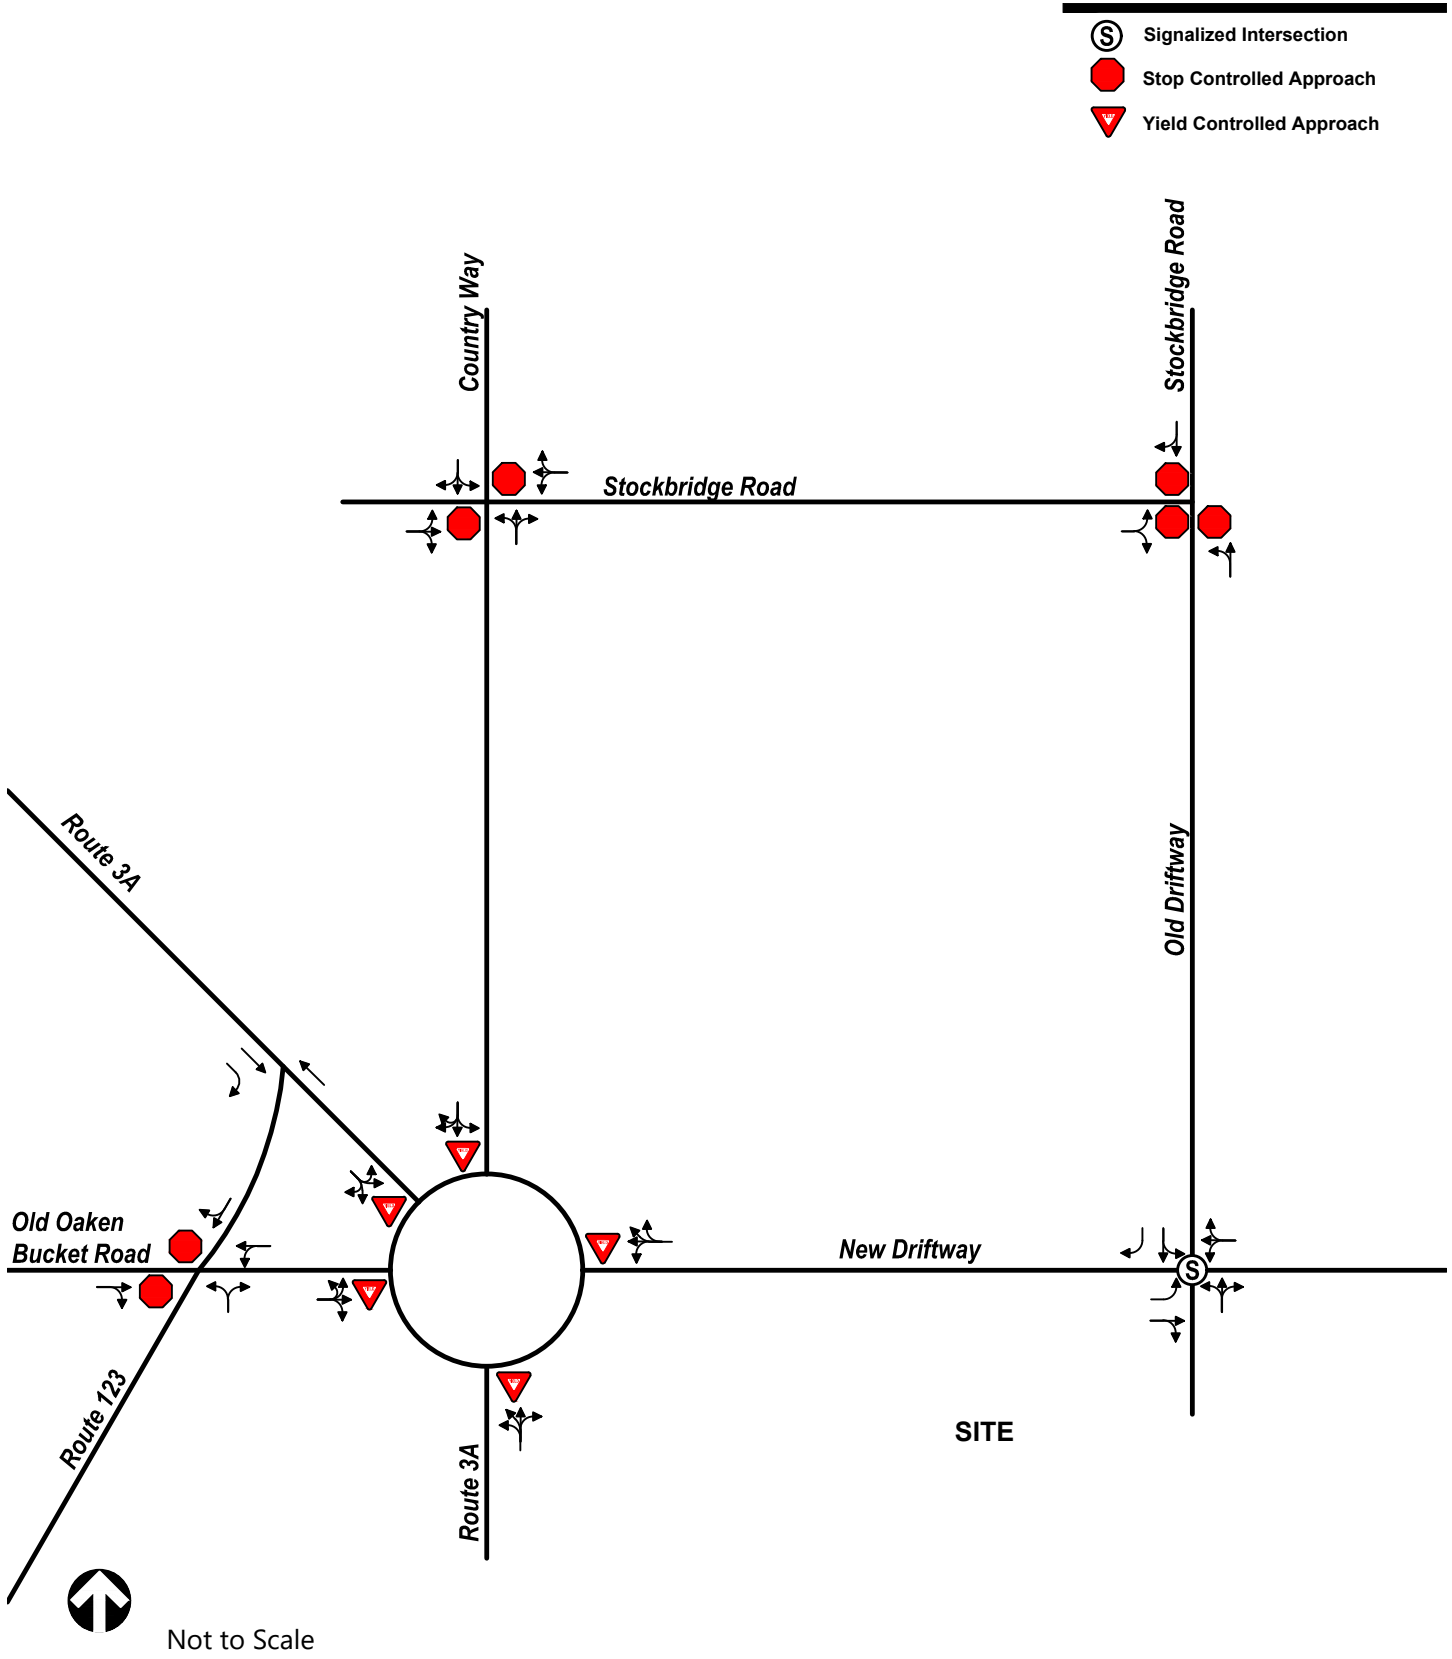 S Signalized Intersection
Stop Controlled Approach
Yield Controlled Approach
Stockbridge Road
Country Way
Stockbridge Road
Route 3A
Old Driftway
Old Oaken
Bucket Road
New Driftway
S
Route 123
SITE
Route 3A
Not to Scale